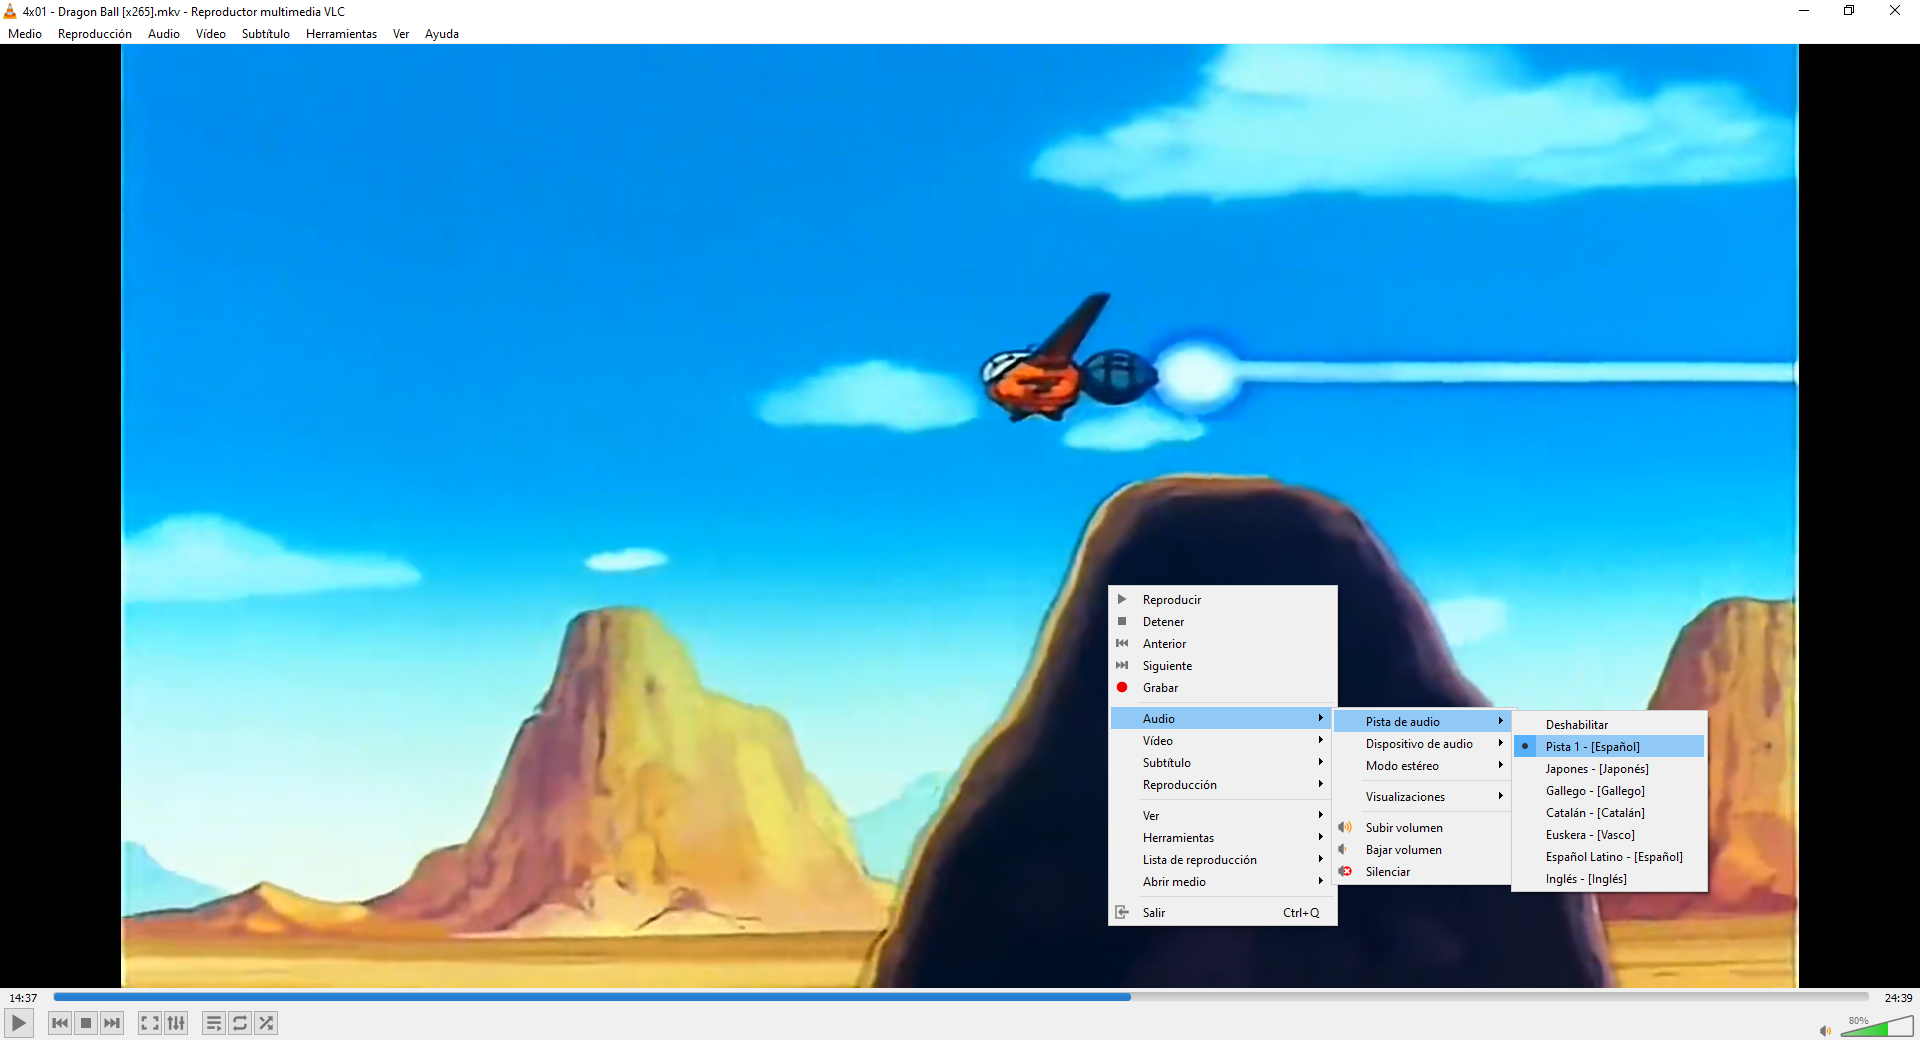 4x01 - Dragon Ball [x265].mkv - Reproductor multimedia VLC
Medio Reproducción Audio Vídeo Subtítulo Herramientas Ver Ayuda
Reproducir
Detener
Anterior
Siguiente
Grabar
Audio
Vídeo
Subtítulo
Reproducción
Ver
Herramientas
Lista de reproducción
Abrir medio
Salir Ctrl+Q
Pista de audio
Dispositivo de audio
Modo estéreo
Visualizaciones
Subir volumen
Bajar volumen
Silenciar
Deshabilitar
Pista 1 - [Español]
Japones - [Japonés]
Gallego - [Gallego]
Catalán - [Catalán]
Euskera - [Vasco]
Español Latino - [Español]
Inglés - [Inglés]
14:37 24:39
80%